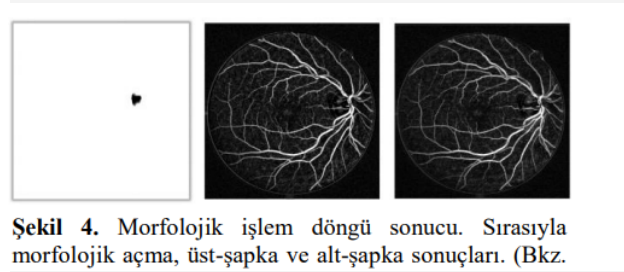 Şekil 4. Morfolojik işlem döngü sonucu. Sırasıyla
morfolojik açma, üst-şapka ve alt-şapka sonuçları. (Bkz.